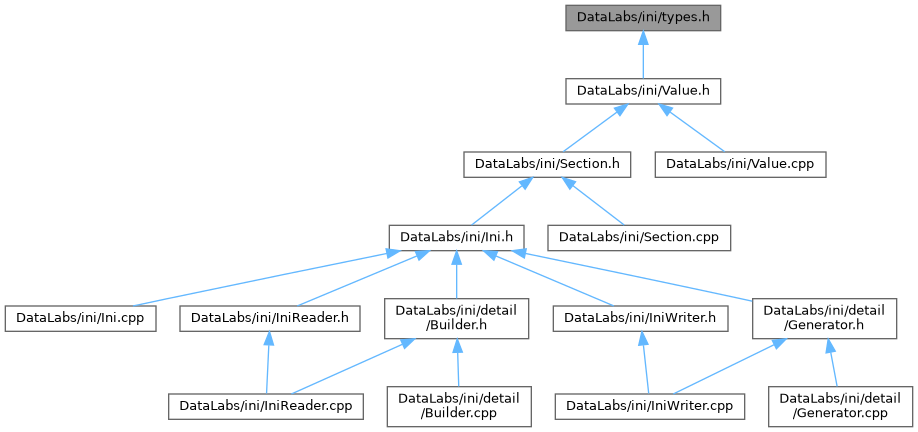 DataLabs/ini/types.h
DataLabs/ini/Value.h
DataLabs/ini/Section.h
DataLabs/ini/Value.cpp
DataLabs/ini/Ini.h
DataLabs/ini/Section.cpp
DataLabs/ini/Ini.cpp
DataLabs/ini/IniReader.h
DataLabs/ini/detail
/Builder.h
DataLabs/ini/IniWriter.h
DataLabs/ini/detail
/Generator.h
DataLabs/ini/IniReader.cpp
DataLabs/ini/detail
/Builder.cpp
DataLabs/ini/IniWriter.cpp
DataLabs/ini/detail
/Generator.cpp